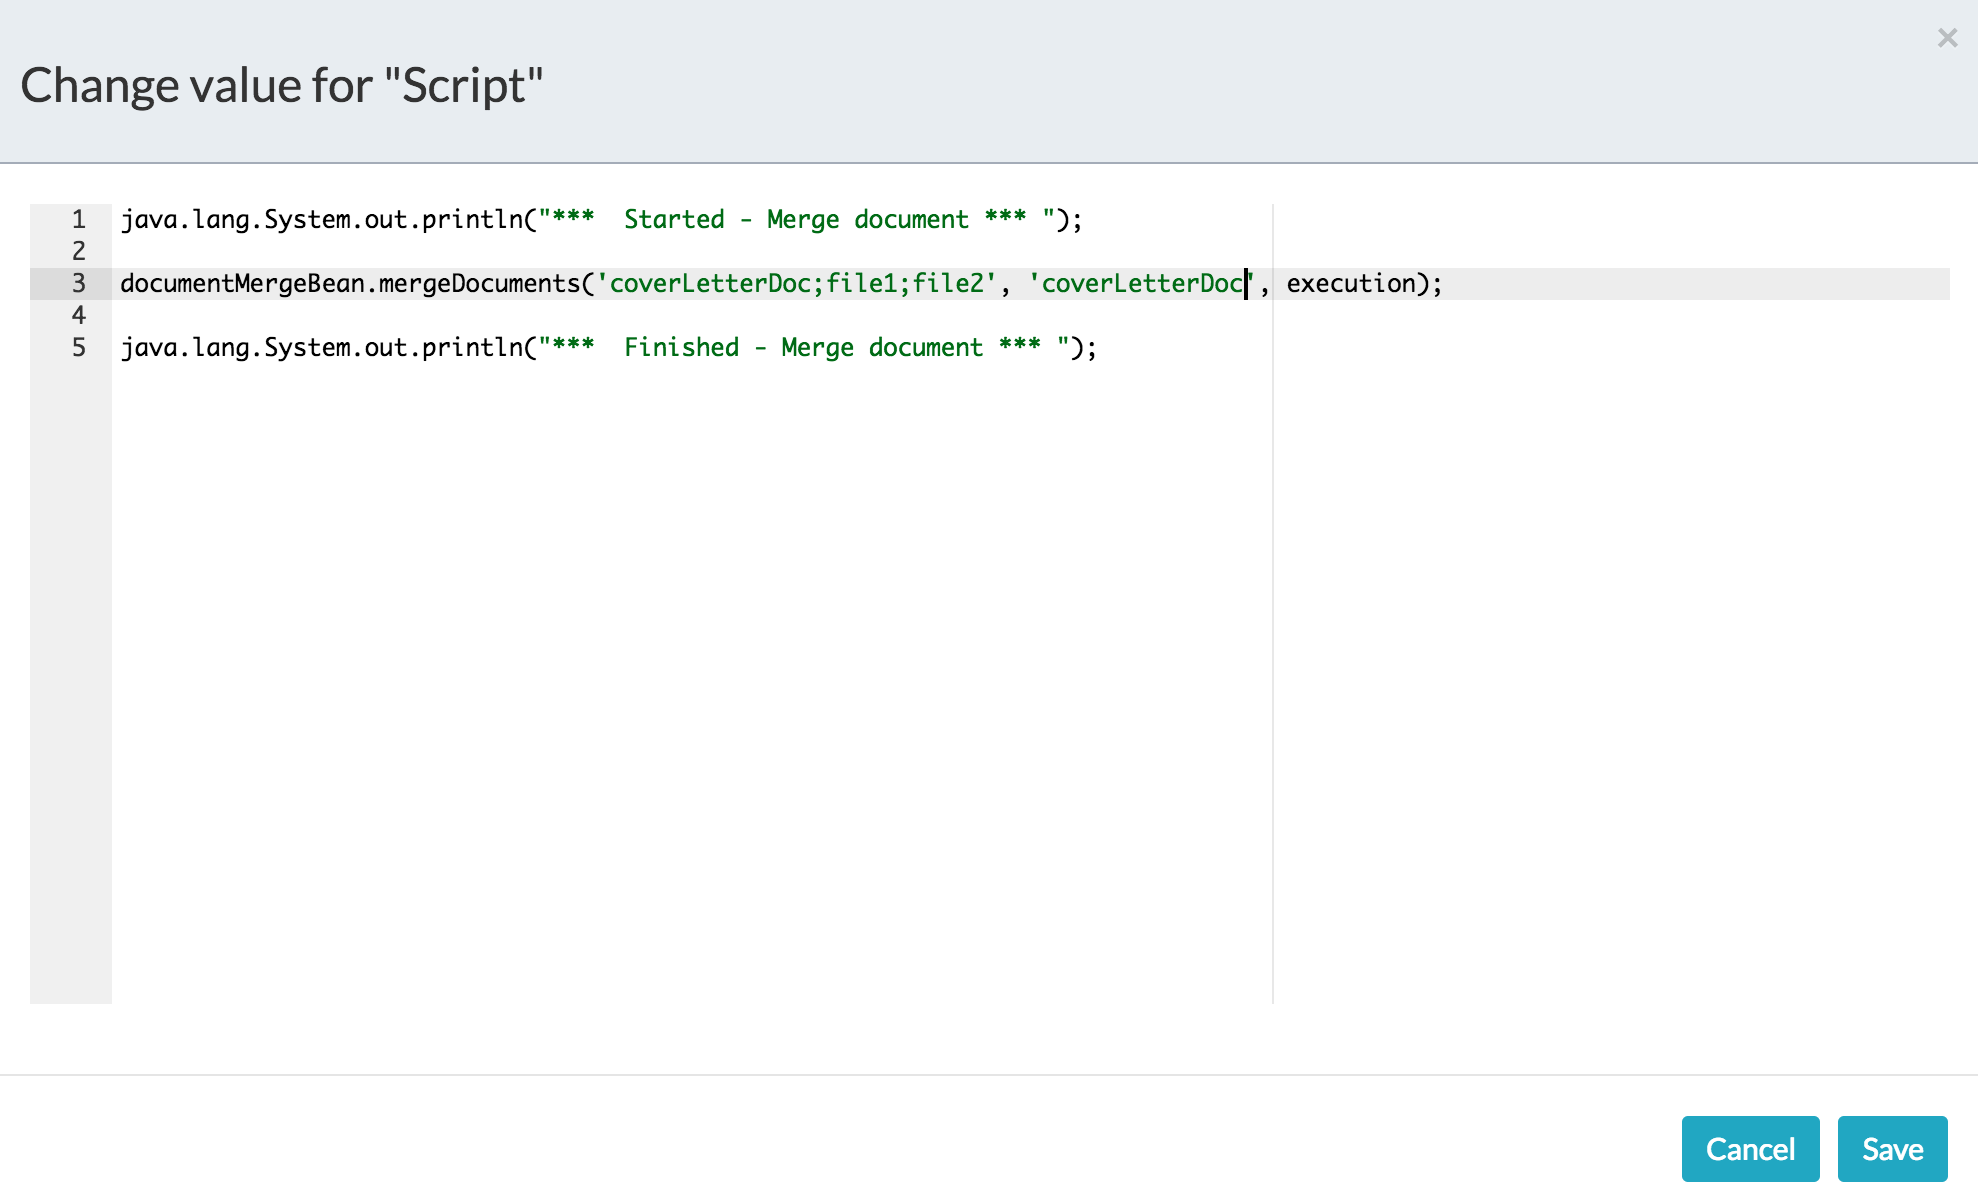 ×
Change value for "Script"
1 java.lang.System.out.println("***  Started - Merge document *** ");
2
3 documentMergeBean.mergeDocuments('coverLetterDoc;file1;file2', 'coverLetterDoc', execution);
4
5 java.lang.System.out.println("***  Finished - Merge document *** ");
Cancel Save